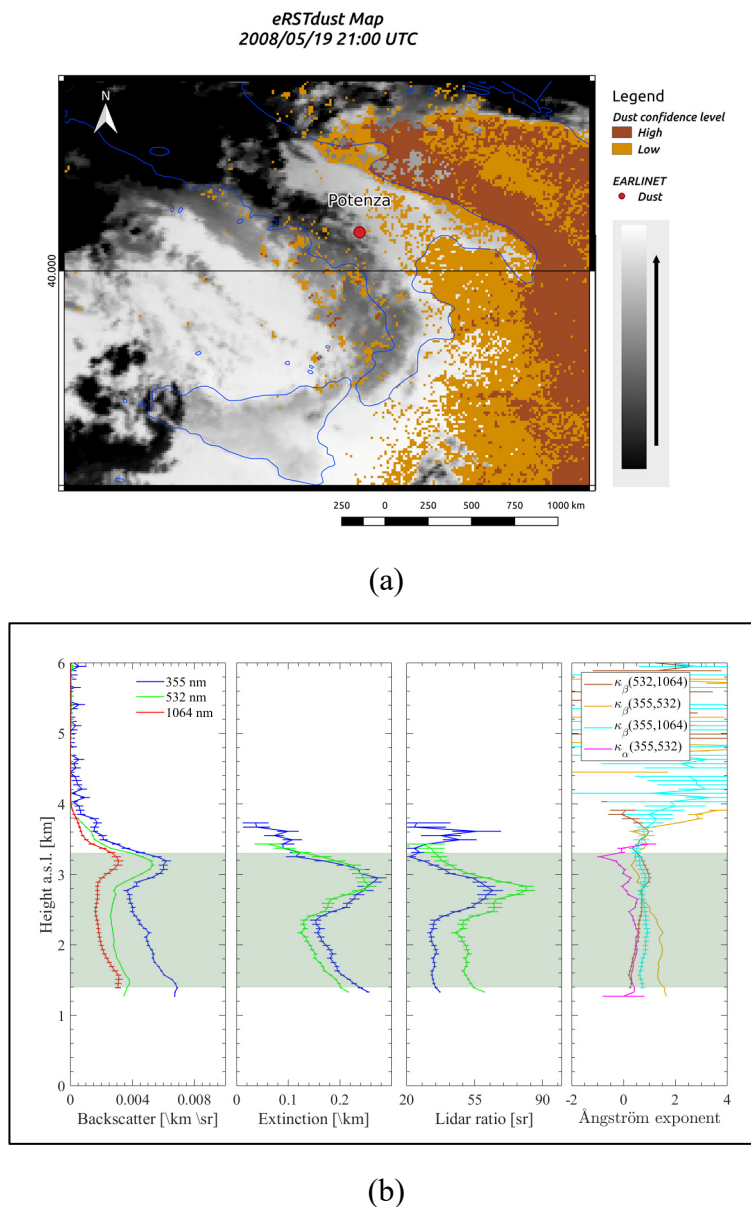 eRSTdust Map
2008/05/19 21:00 UTC
N
Potenza
40.000
Legend
Dust confidence level
High
Low
EARLINET
Dust
250 0 250 500 750 1000 km
(a)
6
5
4
3
2
1
0
Height a.s.l. [km]
355 nm
532 nm
1064 nm
0 0.004 0.008
Backscatter [\km \sr]
0.1 0.2
Extinction [\km]
20 55 90
Lidar ratio [sr]
κβ(532,1064)
κβ(355,532)
κβ(355,1064)
κα(355,532)
-2 0 2 4
Ångström exponent
(b)